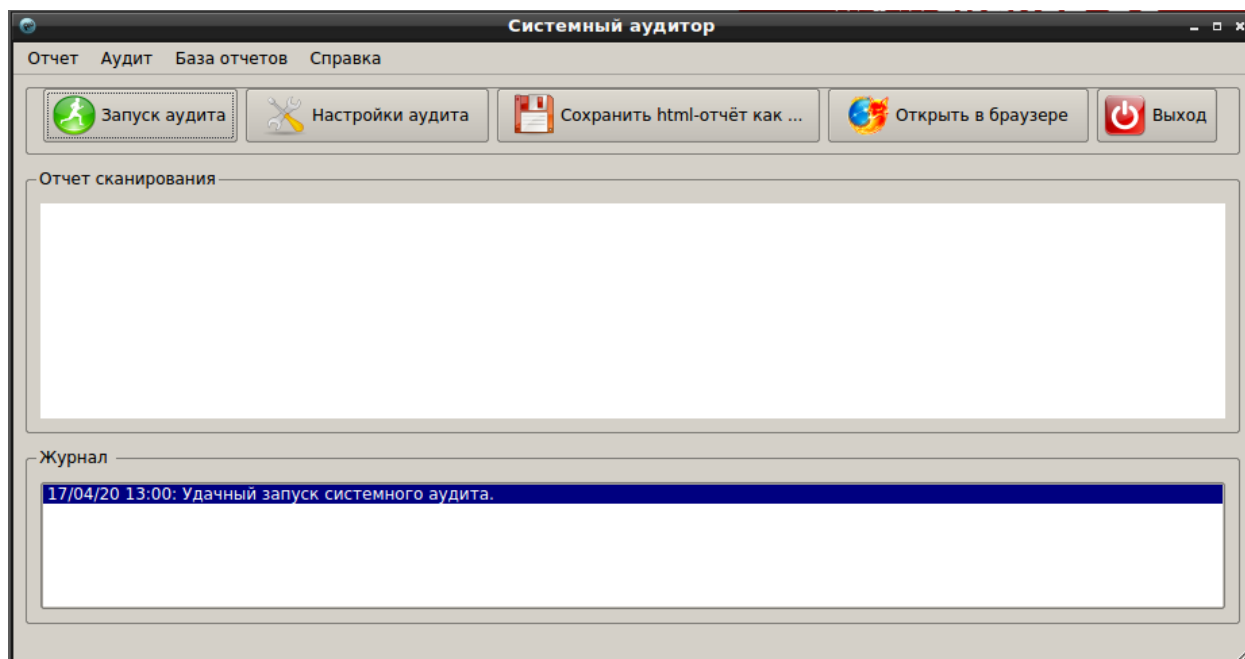 Системный аудитор
Отчет Аудит База отчетов Справка
Запуск аудита Настройки аудита Сохранить html-отчёт как ... Открыть в браузере Выход
Отчет сканирования
Журнал
17/04/20 13:00: Удачный запуск системного аудита.